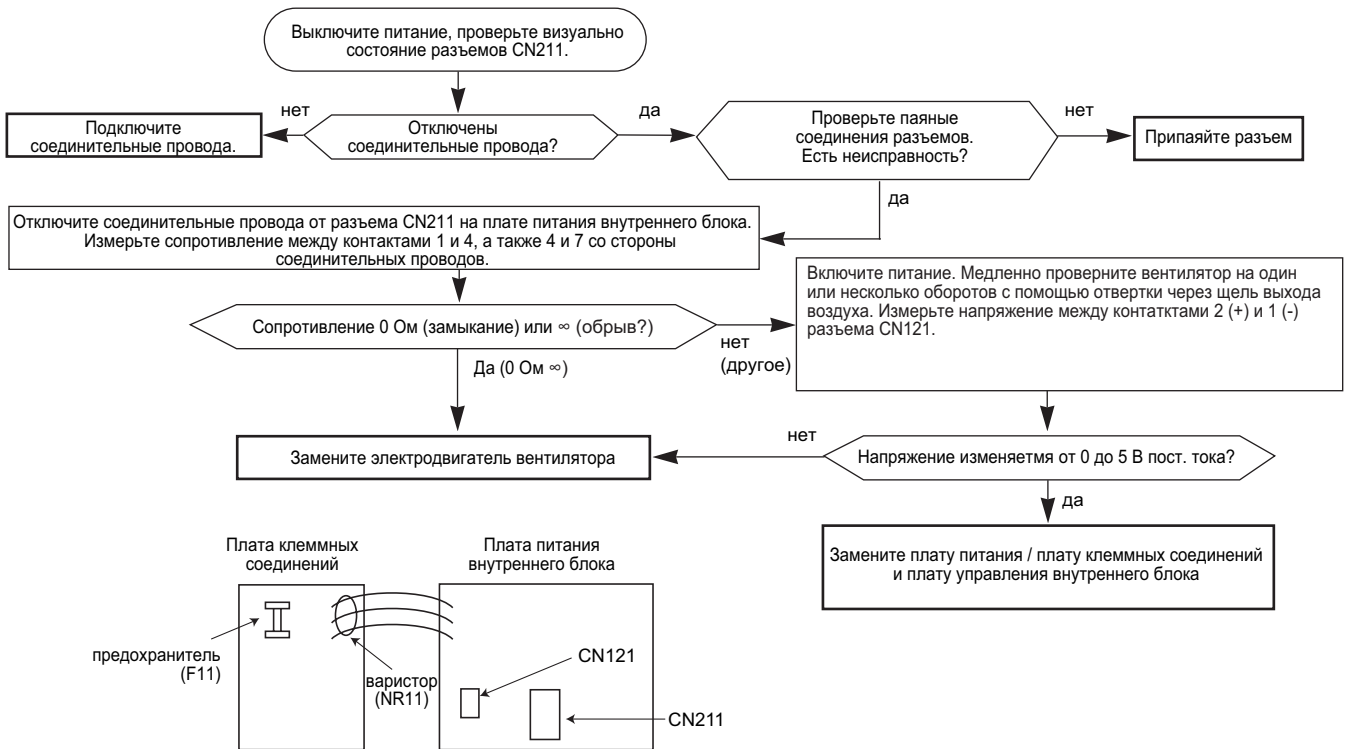 Выключите питание, проверьте визуально
состояние разъемов CN211.
нет
да
нет
Подключите
соединительные провода.
Отключены
соединительные провода?
Проверьте паяные
соединения разъемов.
Есть неисправность?
Припаяйте разъем
да
Отключите соединительные провода от разъема CN211 на плате питания внутреннего блока.
Измерьте сопротивление между контактами 1 и 4, а также 4 и 7 со стороны
соединительных проводов.
Включите питание. Медленно проверните вентилятор на один
или несколько оборотов с помощью отвертки через щель выхода
воздуха. Измерьте напряжение между контатктами 2 (+) и 1 (-)
разъема CN121.
Сопротивление 0 Ом (замыкание) или ∞ (обрыв?)
нет
(другое)
Да (0 Ом ∞)
Замените электродвигатель вентилятора
нет
Напряжение изменяетмя от 0 до 5 В пост. тока?
да
Замените плату питания / плату клеммных соединений
и плату управления внутреннего блока
Плата клеммных
соединений
Плата питания
внутреннего блока
предохранитель
(F11)
варистор
(NR11)
CN121
CN211